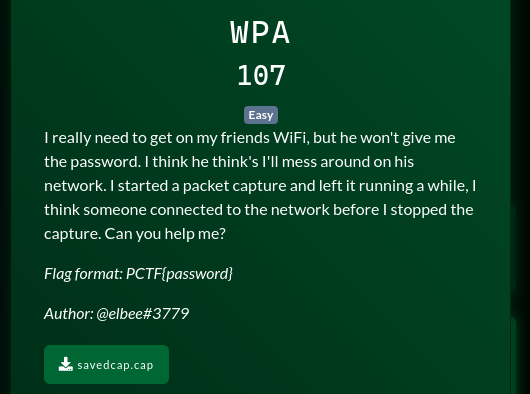 WPA
107
Easy
I really need to get on my friends WiFi, but he won't give me
the password. I think he think's I'll mess around on his
network. I started a packet capture and left it running a while, I
think someone connected to the network before I stopped the
capture. Can you help me?
Flag format: PCTF{password}
Author: @elbee#3779
savedcap.cap